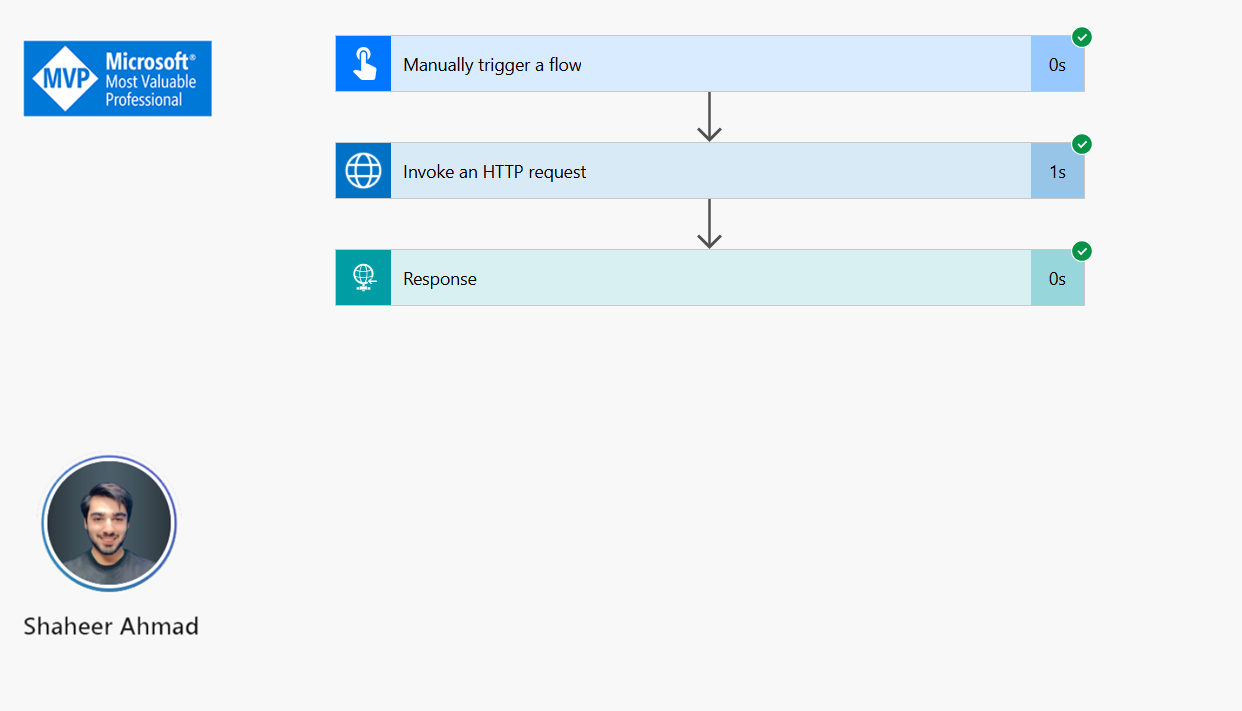 MVP
Microsoft®
Most Valuable
Professional
Manually trigger a flow
0s
Invoke an HTTP request
1s
Response
0s
Shaheer Ahmad